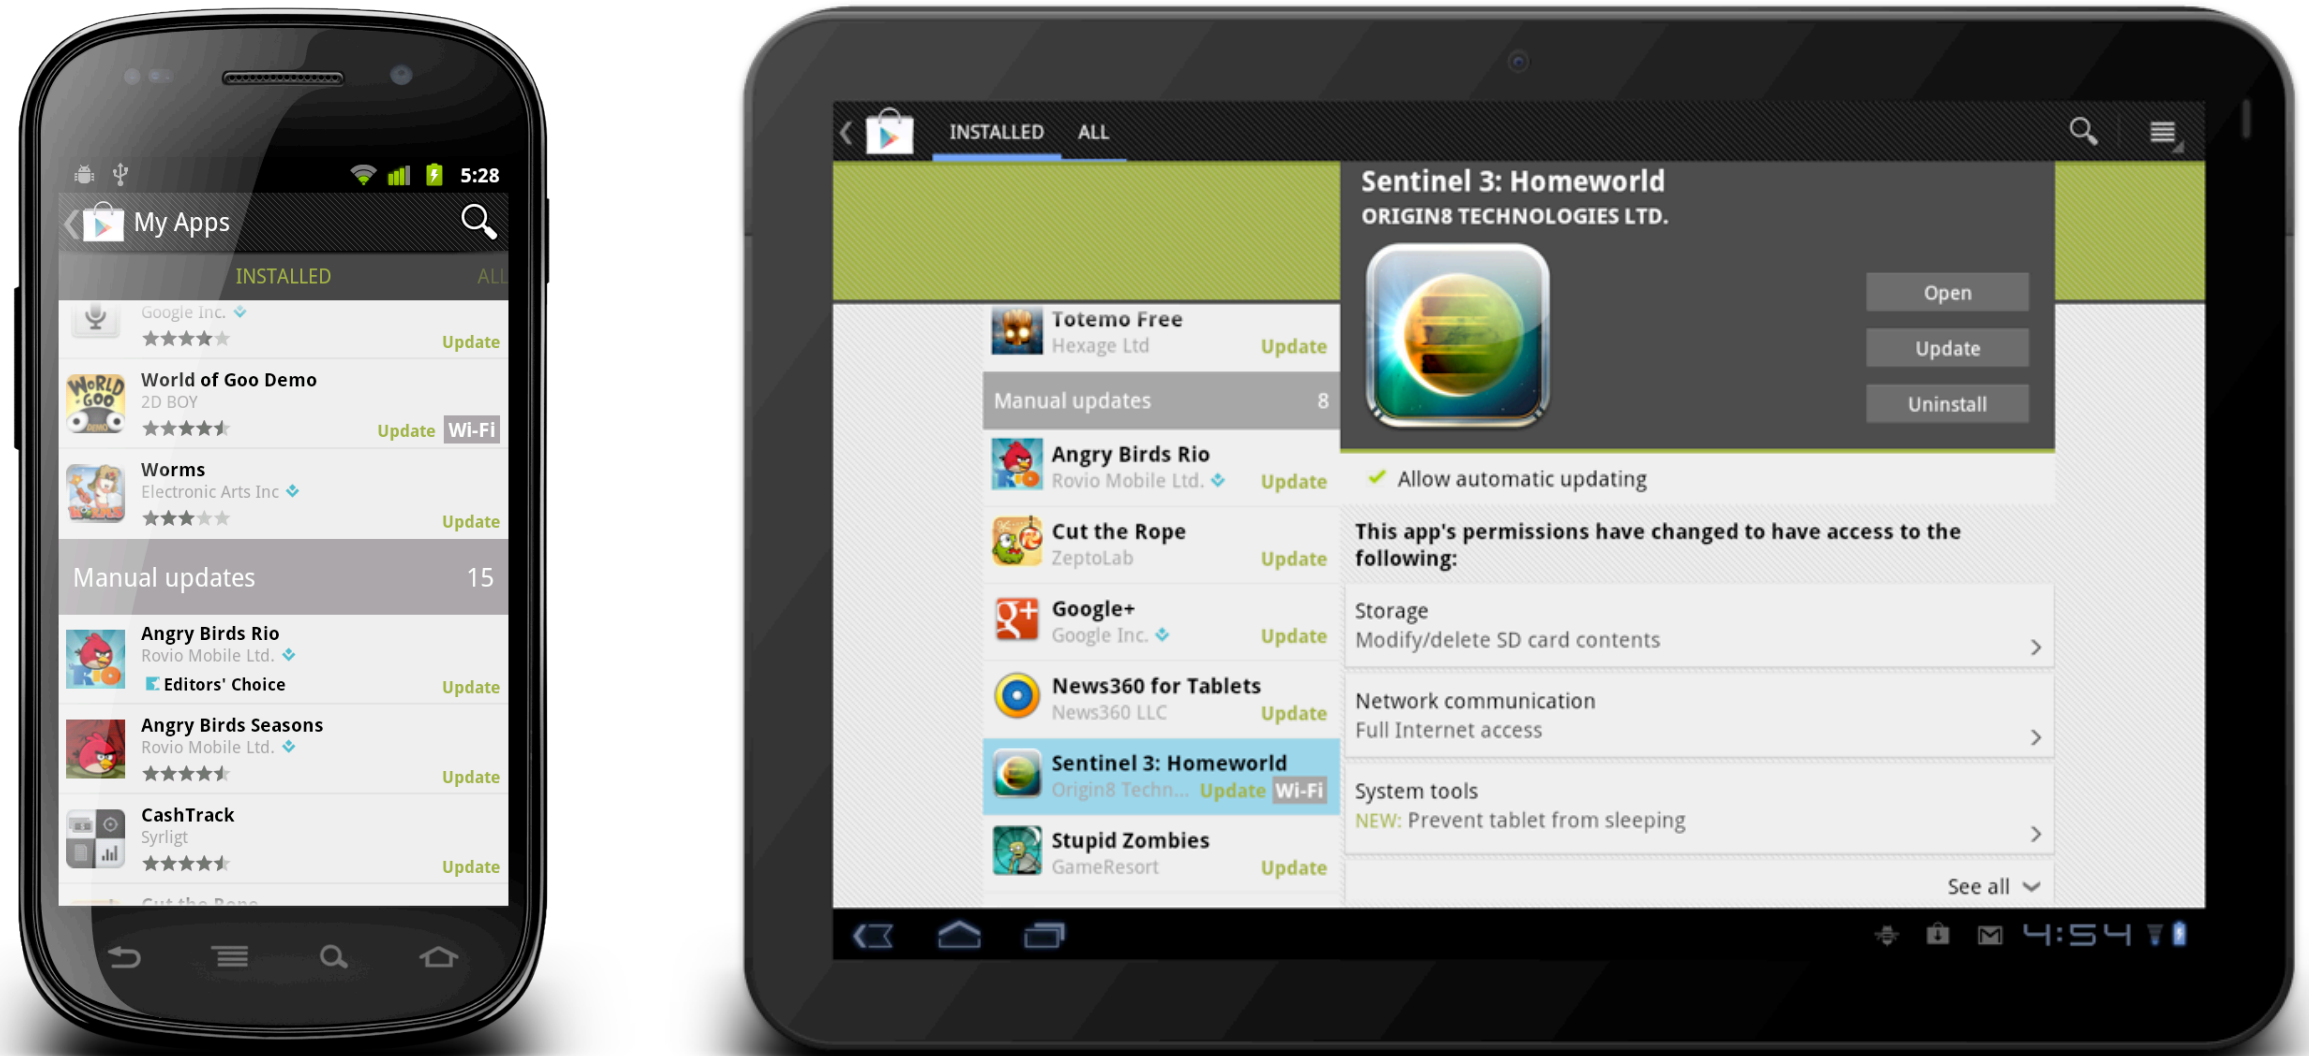 5:28
My Apps
INSTALLED
ALL
Google Inc.
Update
World of Goo Demo
2D BOY
Update Wi-Fi
Worms
Electronic Arts Inc
Update
Manual updates 15
Angry Birds Rio
Rovio Mobile Ltd.
Editors' Choice
Update
Angry Birds Seasons
Rovio Mobile Ltd.
Update
CashTrack
Syrligt
Update
Cut the Rope
INSTALLED ALL
Totemo Free
Hexage Ltd
Update
Manual updates 8
Angry Birds Rio
Rovio Mobile Ltd.
Update
Cut the Rope
ZeptoLab
Update
Google+
Google Inc.
Update
News360 for Tablets
News360 LLC
Update
Sentinel 3: Homeworld
Origin8 Techn... Update Wi-Fi
Stupid Zombies
GameResort
Update
Sentinel 3: Homeworld
ORIGIN8 TECHNOLOGIES LTD.
Open
Update
Uninstall
Allow automatic updating
This app's permissions have changed to have access to the
following:
Storage
Modify/delete SD card contents
Network communication
Full Internet access
System tools
NEW: Prevent tablet from sleeping
See all
4:54